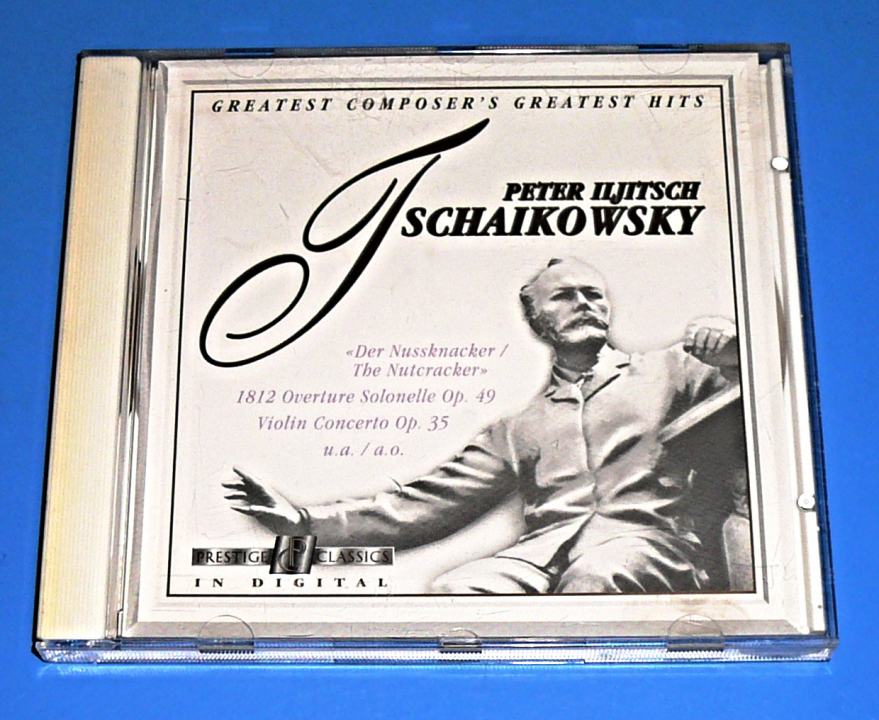 GREATEST COMPOSER'S GREATEST HITS
PETER ILJITSCH
TSCHAIKOWSKY
«Der Nussknacker /
The Nutcracker»
1812 Overture Solonelle Op. 49
Violin Concerto Op. 35
u.a. / a.o.
PRESTIGE P CLASSICS
IN DIGITAL